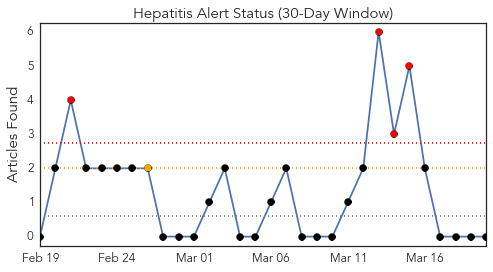 Hepatitis Alert Status (30-Day Window)
6
5
4
3
2
1
0
Articles Found
Feb 19 Feb 24 Mar 01 Mar 06 Mar 11 Mar 16